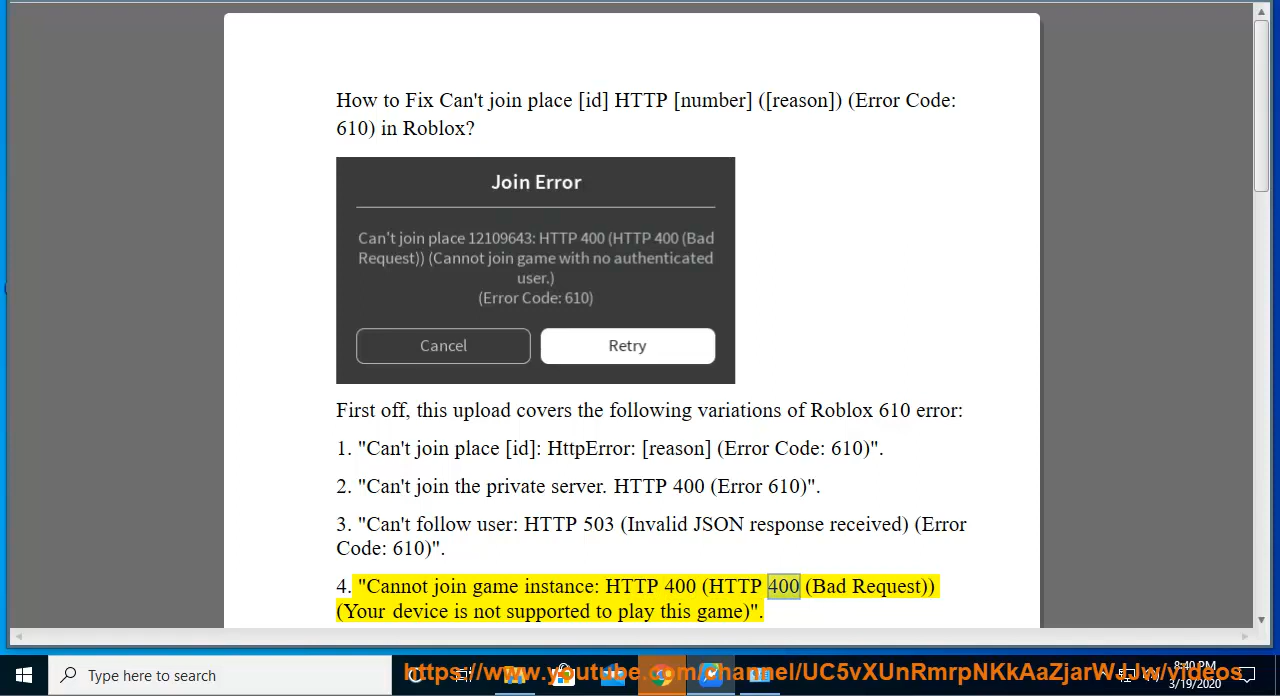 How to Fix Can't join place [id] HTTP [number] ([reason]) (Error Code:
610) in Roblox?
Join Error
Can't join place 12109643: HTTP 400 (HTTP 400 (Bad
Request)) (Cannot join game with no authenticated
user.)
(Error Code: 610)
Cancel
Retry
First off, this upload covers the following variations of Roblox 610 error:
1. "Can't join place [id]: HttpError: [reason] (Error Code: 610)".
2. "Can't join the private server. HTTP 400 (Error 610)".
3. "Can't follow user: HTTP 503 (Invalid JSON response received) (Error
Code: 610)".
4. "Cannot join game instance: HTTP 400 (HTTP 400 (Bad Request))
(Your device is not supported to play this game)".
Type here to search
https://www.youtube.com/channel/UC5vXUnRmrpNKkAaZjarWJJw/videos
8:40 PM
3/19/2020